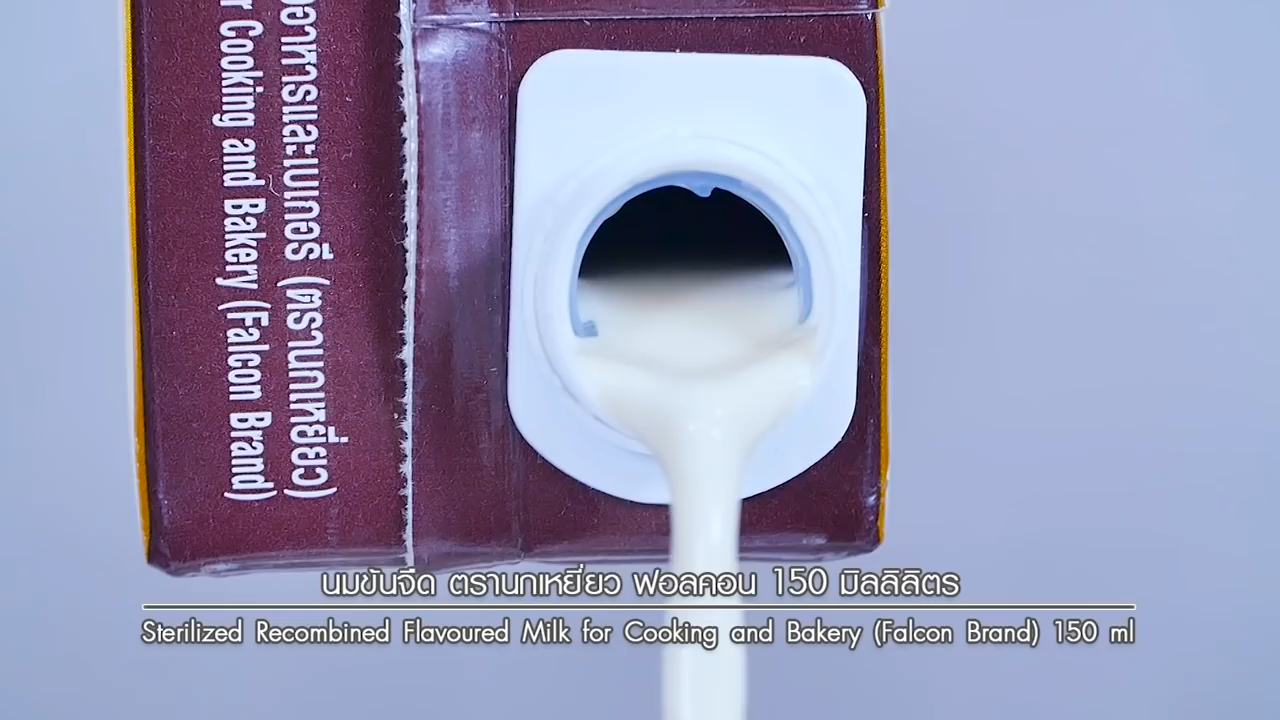 อาหารและเบเกอรี (ตรานกเหยี่ยว)
r Cooking and Bakery (Falcon Brand)
นมข้นจืด ตรานกเหยี่ยว ฟอลคอน 150 มิลลิลิตร
Sterilized Recombined Flavoured Milk for Cooking and Bakery (Falcon Brand) 150 ml